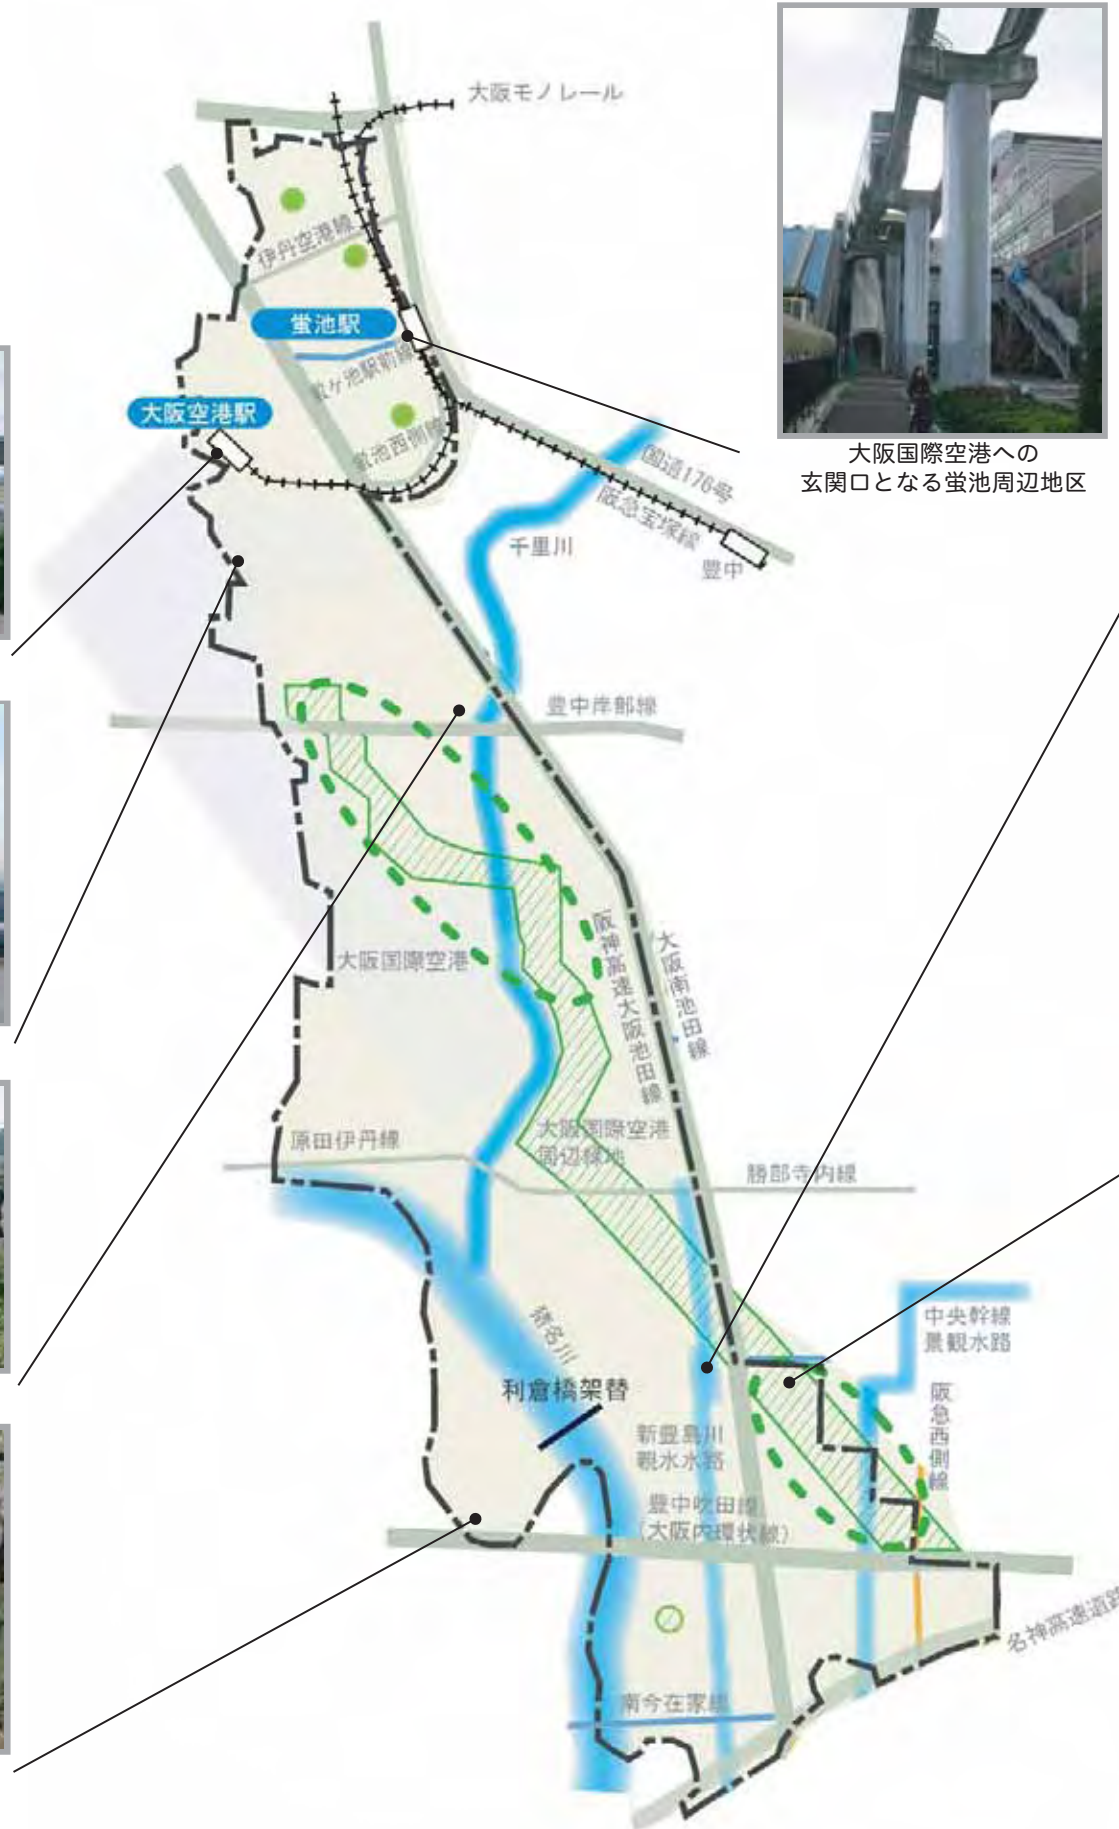 大阪モノレール
伊丹空港線
蛍池駅
蛍ヶ池駅前線
大阪空港駅
蛍池西側線
大阪国際空港への
玄関口となる蛍池周辺地区
国道176号
阪急宝塚線
千里川
豊中
豊中岸部線
大阪国際空港
阪神高速大阪池田線
大阪南池田線
原田伊丹線
大阪国際空港
周辺緑地
勝部寺内線
猪名川
中央幹線
景観水路
利倉橋架替
阪急西側線
新豊島川
親水水路
豊中吹田線
(大阪内環状線)
名神高速道路
南今在家線